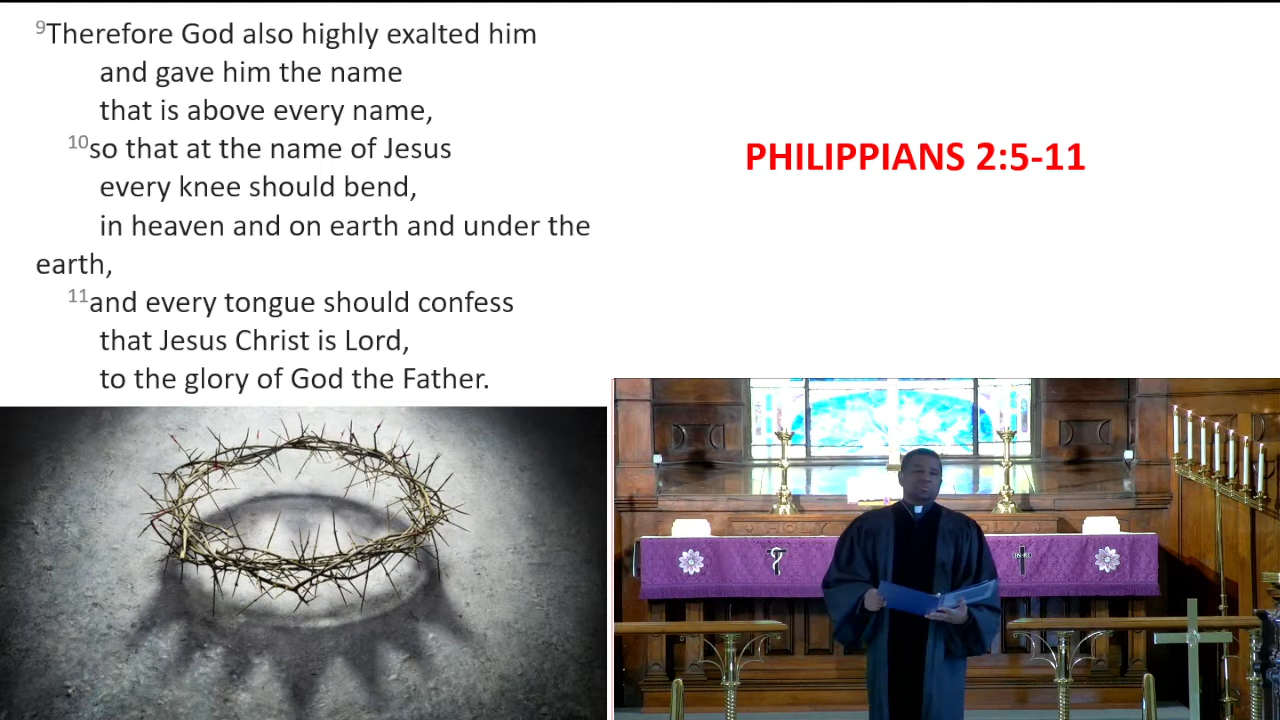 ⁹Therefore God also highly exalted him
and gave him the name
that is above every name,
¹⁰so that at the name of Jesus
every knee should bend,
in heaven and on earth and under the
earth,
¹¹and every tongue should confess
that Jesus Christ is Lord,
to the glory of God the Father.
PHILIPPIANS 2:5-11
HOLY HOLY